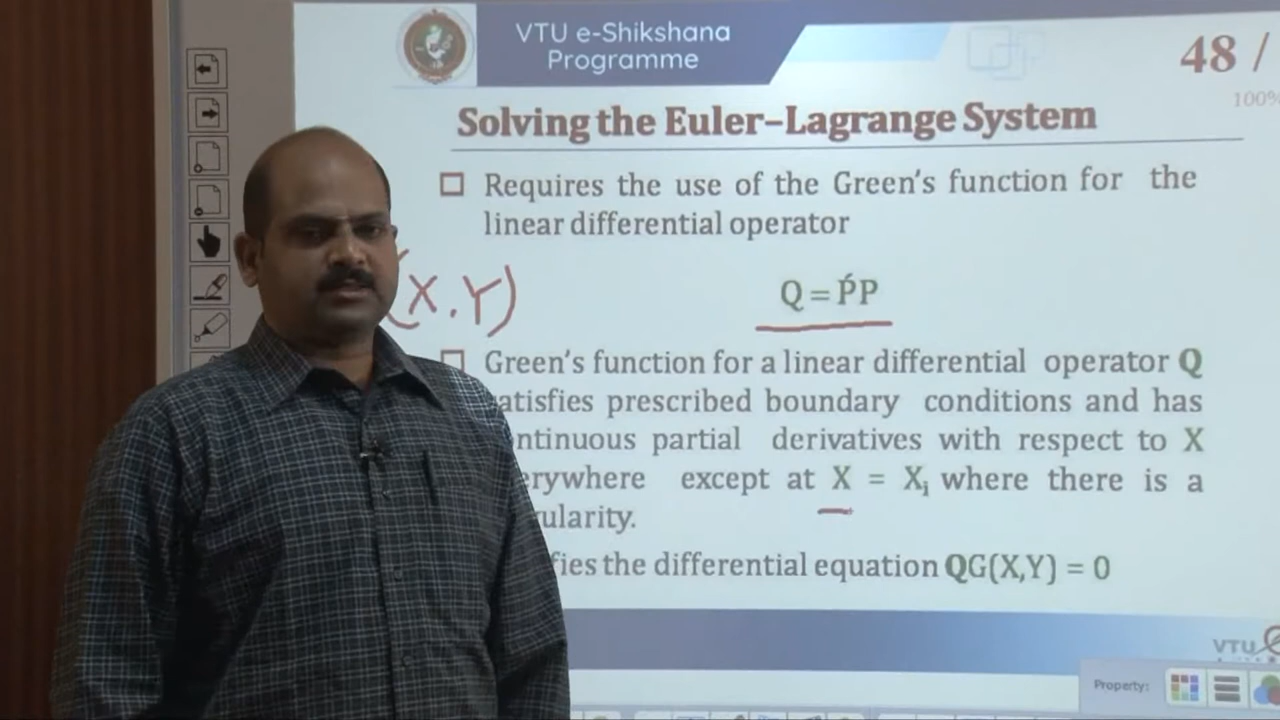 VTU e-Shikshana
Programme
48 /
100%
Solving the Euler–Lagrange System
Requires the use of the Green's function for the
linear differential operator
(X.Y)
Q = ṔP
Green's function for a linear differential operator Q
atisfies prescribed boundary conditions and has
ntinuous partial derivatives with respect to X
erywhere except at X = Xi where there is a
ularity.
fies the differential equation QG(X,Y) = 0
VTU
Property: